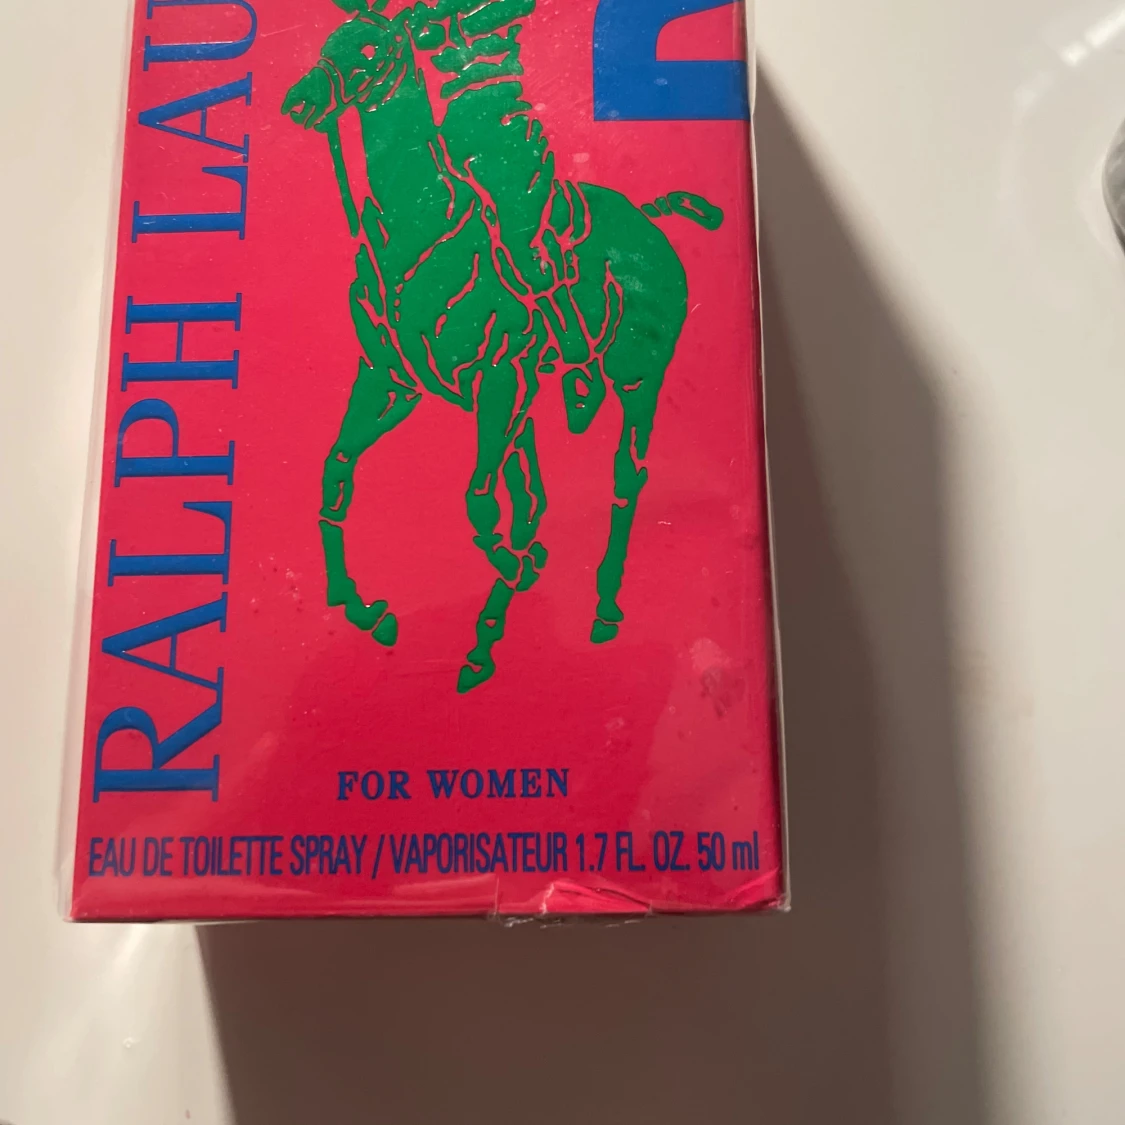 RALPH LAU
FOR WOMEN
EAU DE TOILETTE SPRAY / VAPORISATEUR 1.7 FL. OZ. 50 ml